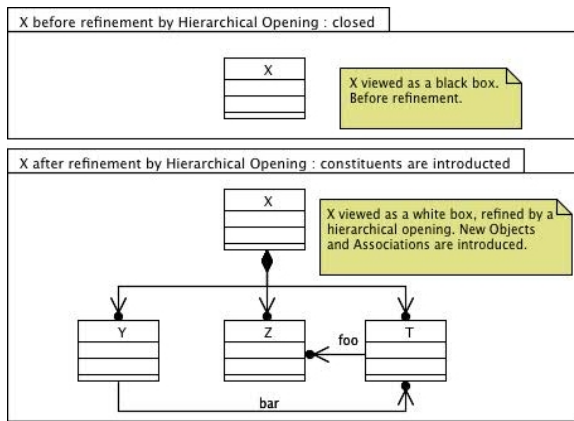 X before refinement by Hierarchical Opening : closed
X
X viewed as a black box.
Before refinement.
X after refinement by Hierarchical Opening : constituents are introducted
X
X viewed as a white box, refined by a
hierarchical opening. New Objects
and Associations are introduced.
Y
Z
foo
T
bar